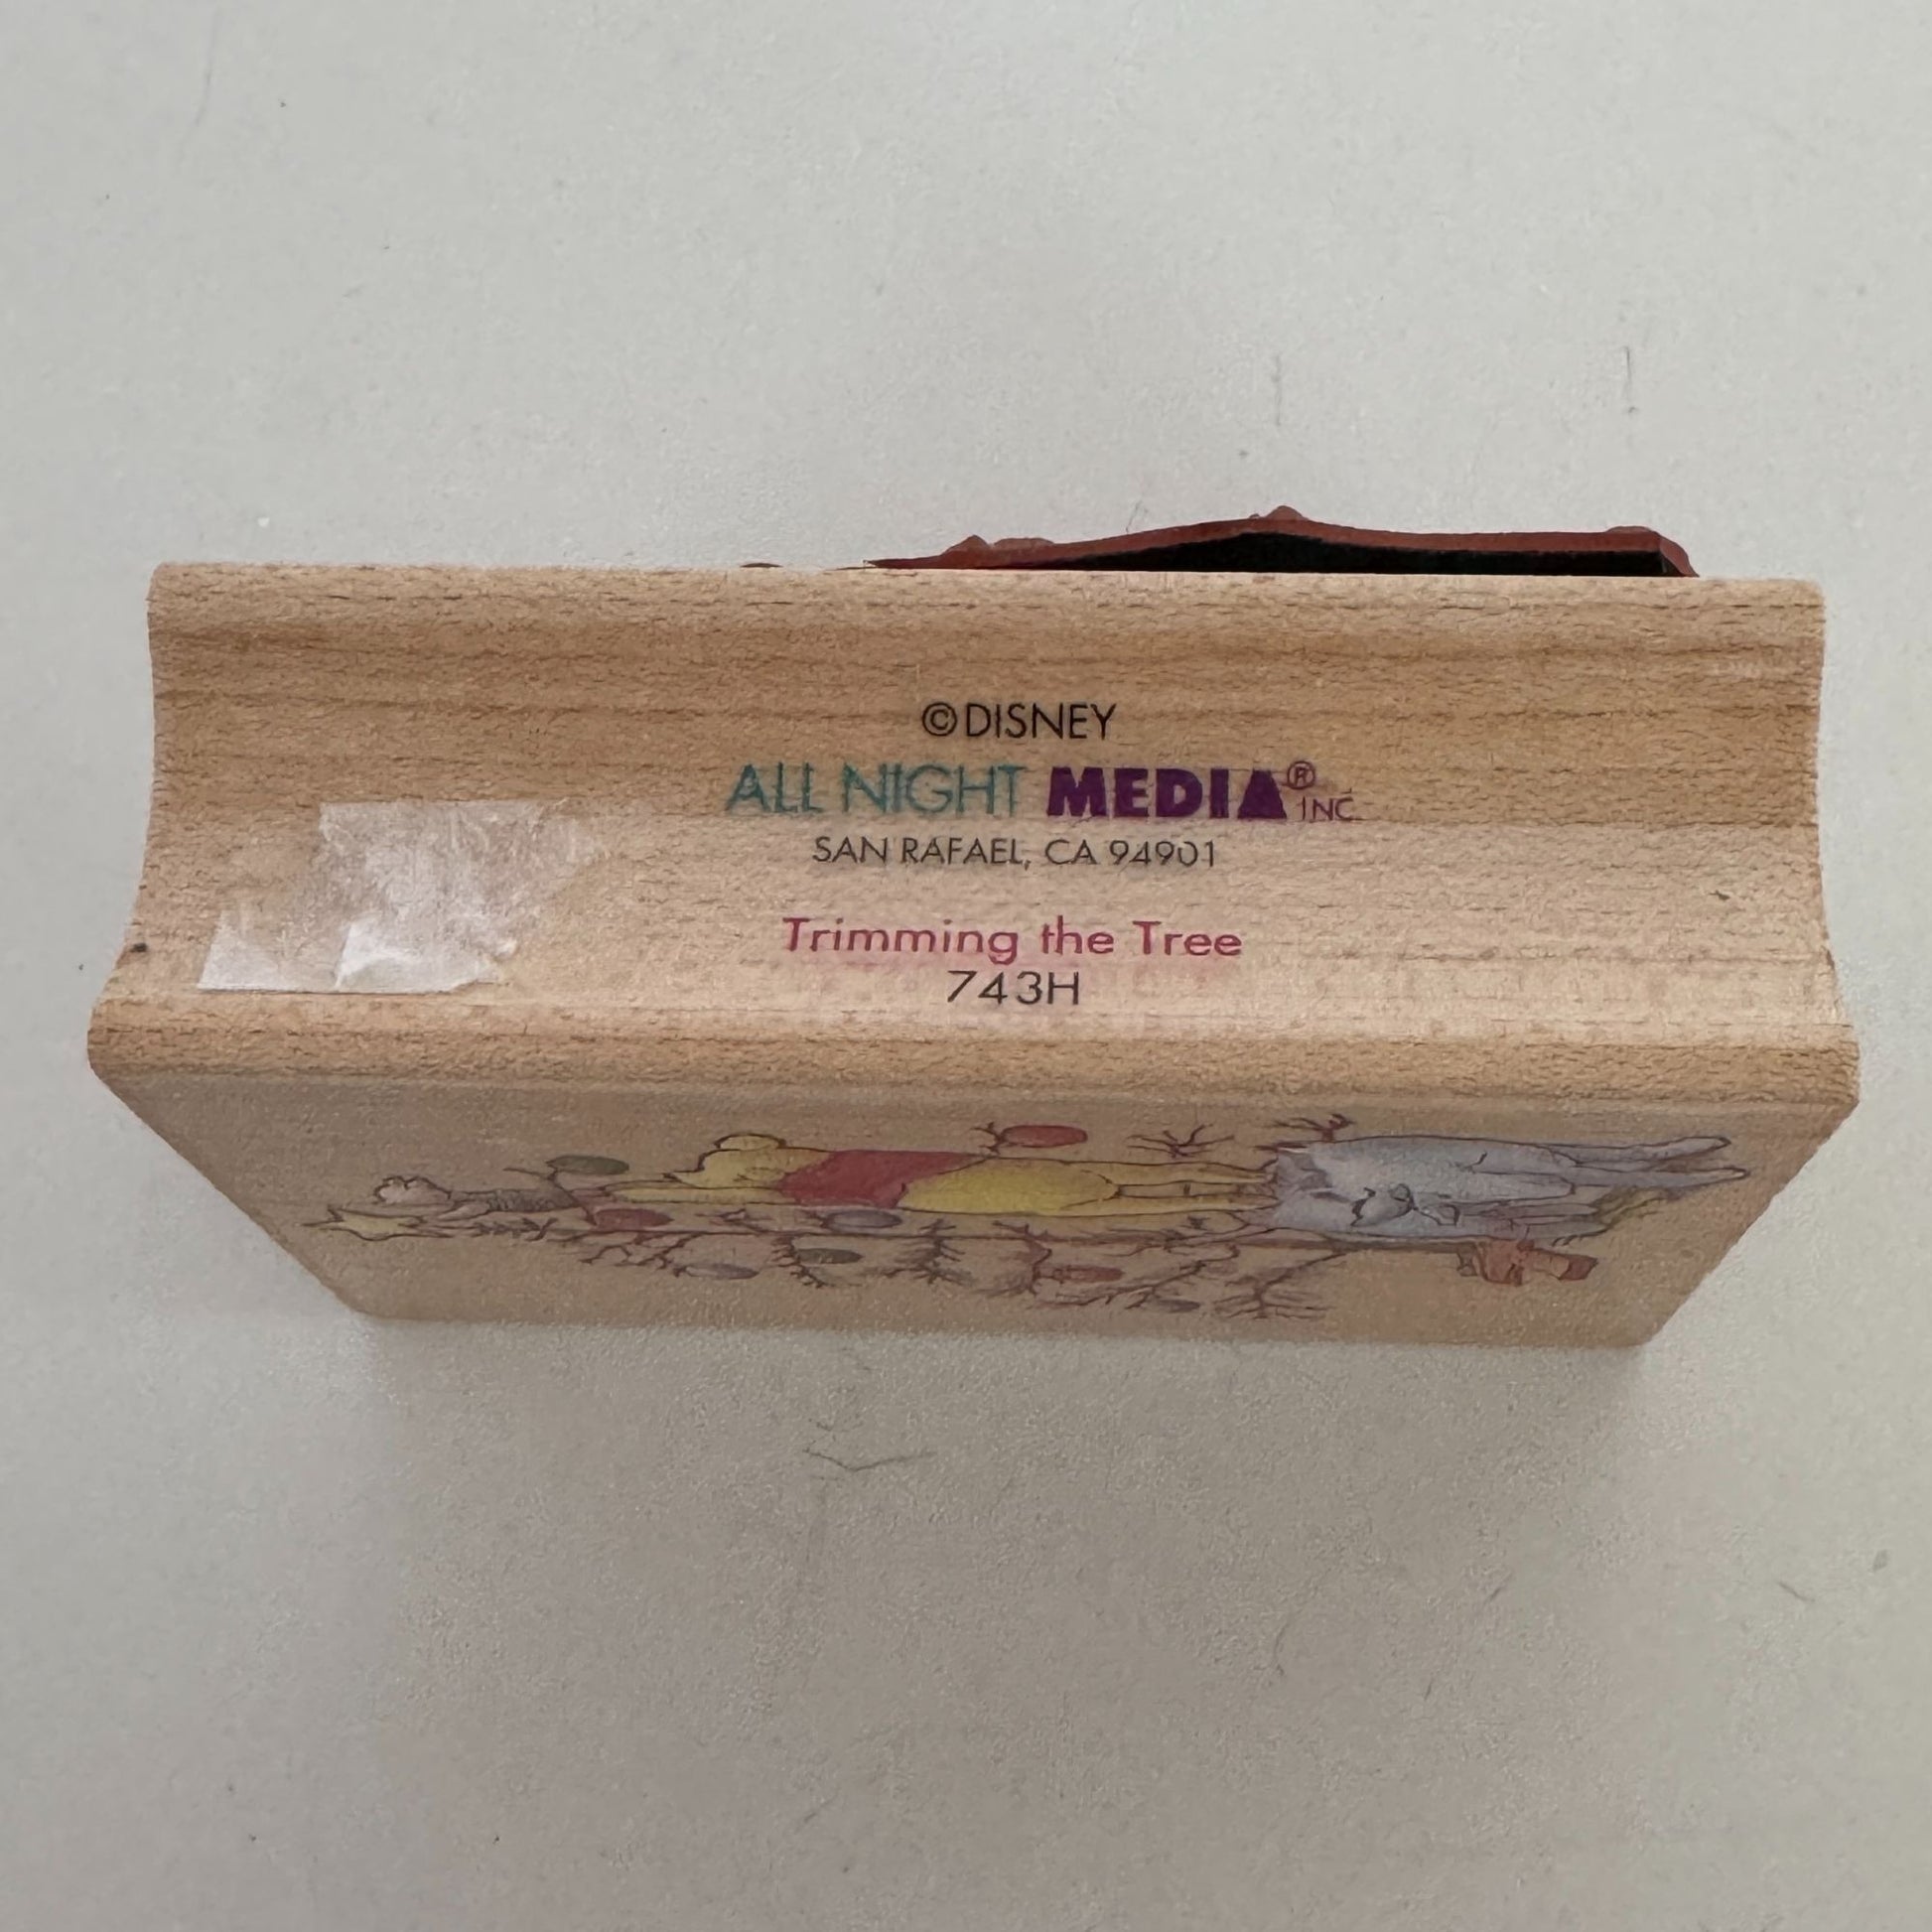 ©DISNEY
ALL NIGHT MEDIA® INC
SAN RAFAEL, CA 94901
Trimming the Tree
743H